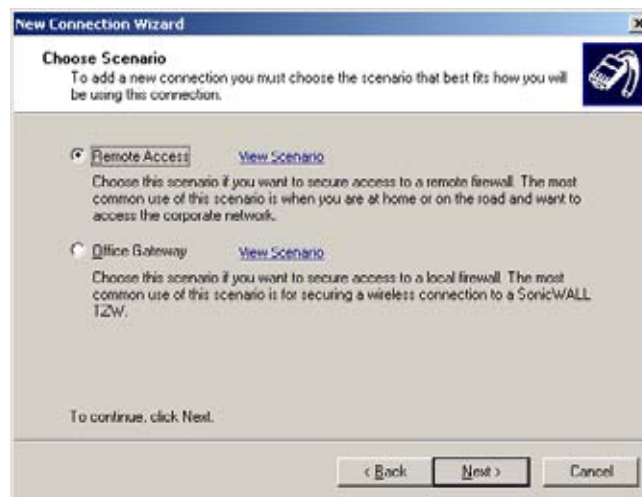 New Connection Wizard
Choose Scenario
To add a new connection you must choose the scenario that best fits how you will
be using this connection.
Remote Access View Scenario
Choose this scenario if you want to secure access to a remote firewall. The most
common use of this scenario is when you are at home or on the road and want to
access the corporate network.
Office Gateway View Scenario
Choose this scenario if you want to secure access to a local firewall. The most
common use of this scenario is for securing a wireless connection to a SonicWALL
TZW.
To continue, click Next.
< Back Next > Cancel